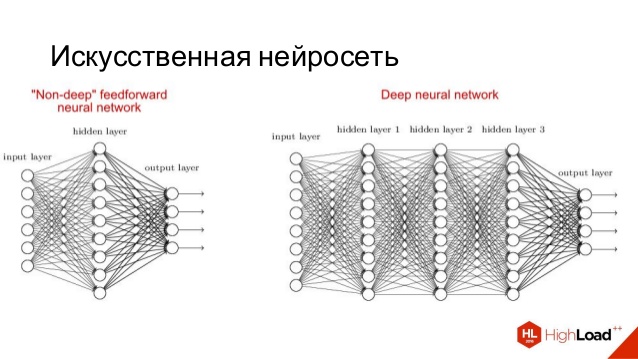 Искусственная нейросеть
"Non-deep" feedforward
neural network
hidden layer
input layer
output layer
Deep neural network
input layer
hidden layer 1 hidden layer 2 hidden layer 3
output layer
HL
HighLoad++